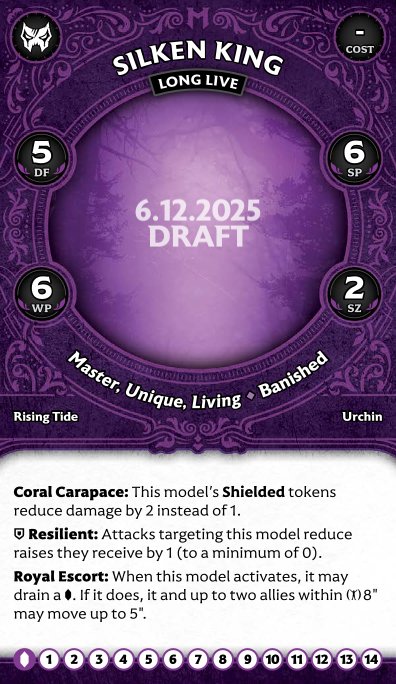 SILKEN KING
- COST
LONG LIVE
5 DF
6 SP
6.12.2025
DRAFT
6 WP
2 SZ
Master, Unique, Living ◆ Banished
Rising Tide
Urchin
Coral Carapace: This model's Shielded tokens
reduce damage by 2 instead of 1.
Resilient: Attacks targeting this model reduce
raises they receive by 1 (to a minimum of 0).
Royal Escort: When this model activates, it may
drain a . If it does, it and up to two allies within 8"
may move up to 5".
1 2 3 4 5 6 7 8 9 10 11 12 13 14